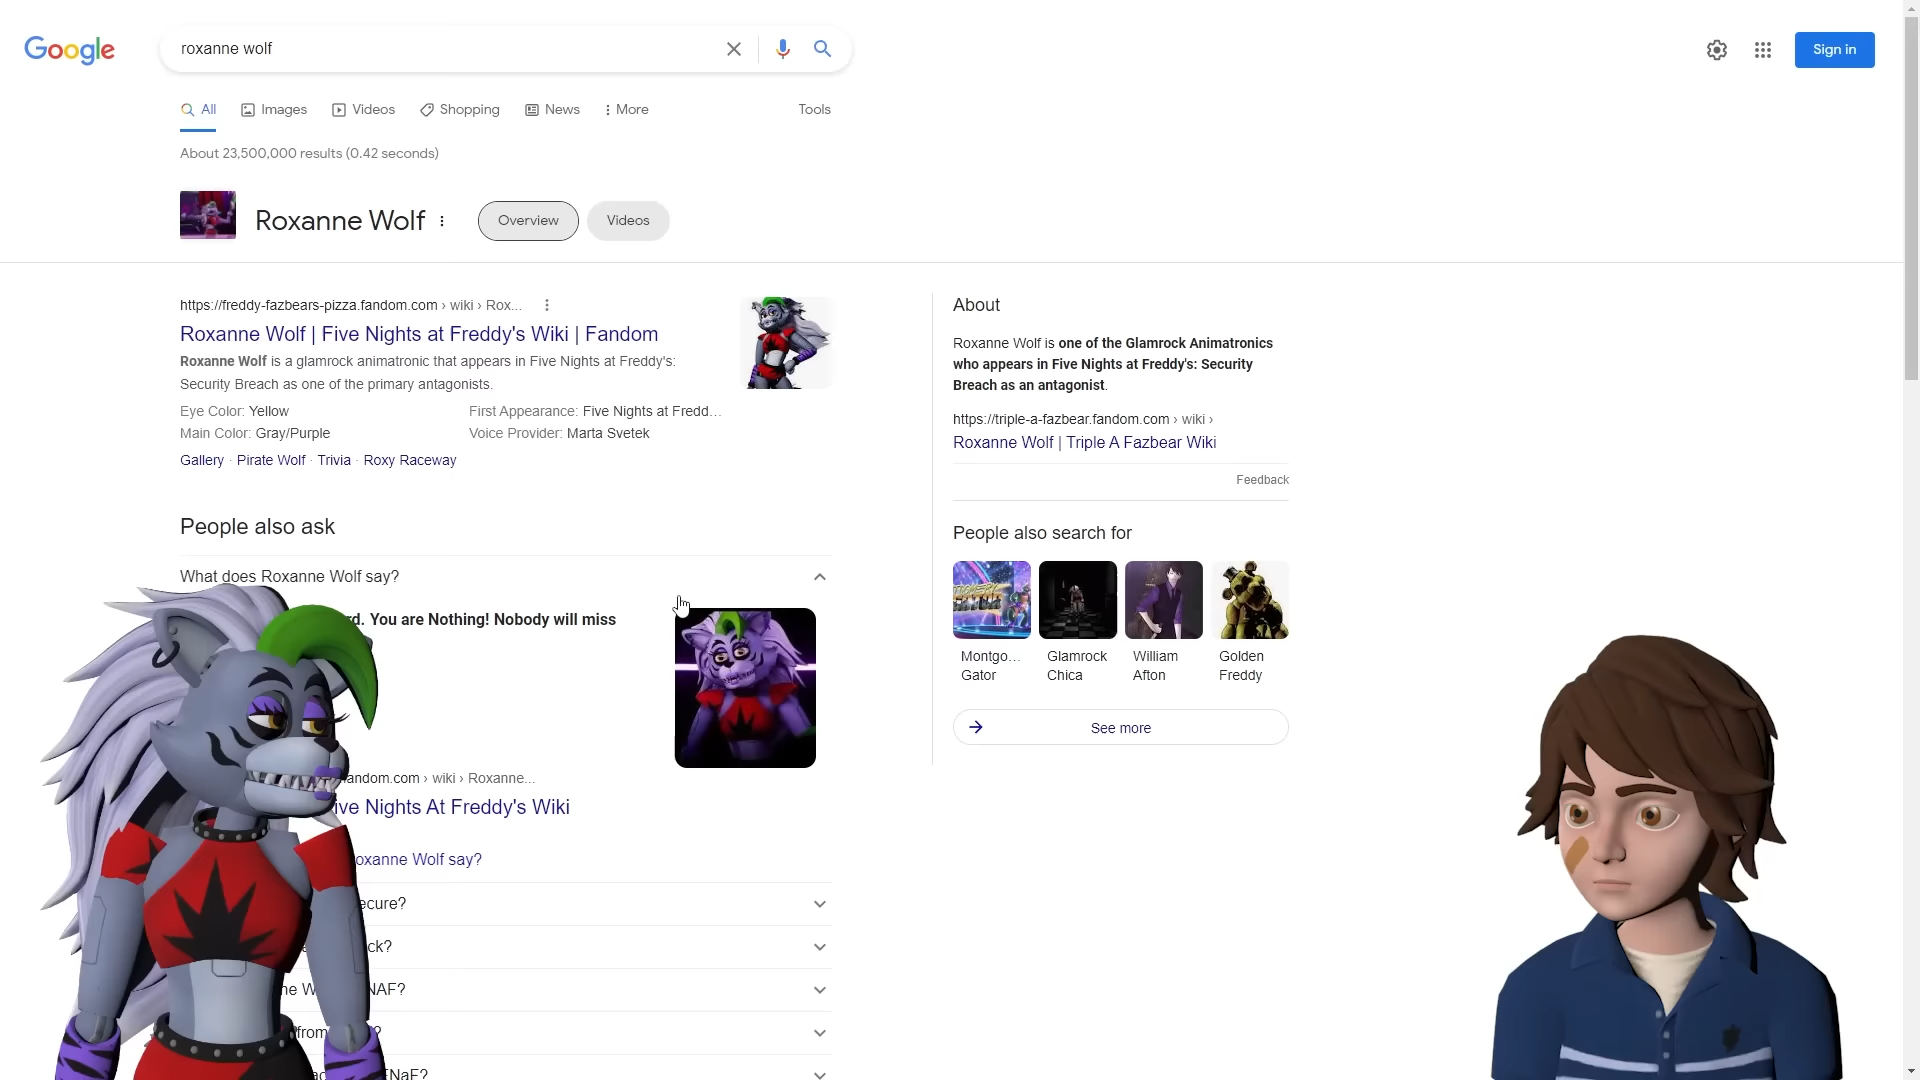 Google
roxanne wolf
Sign in
All
Images
Videos
Shopping
News
More
Tools
About 23,500,000 results (0.42 seconds)
Roxanne Wolf
Overview
Videos
https://freddy-fazbears-pizza.fandom.com › wiki › Rox...
Roxanne Wolf | Five Nights at Freddy's Wiki | Fandom
Roxanne Wolf is a glamrock animatronic that appears in Five Nights at Freddy's:
Security Breach as one of the primary antagonists.
Eye Color: Yellow
First Appearance: Five Nights at Fredd…
Main Color: Gray/Purple
Voice Provider: Marta Svetek
Gallery · Pirate Wolf · Trivia · Roxy Raceway
People also ask
What does Roxanne Wolf say?
You are Nothing! Nobody will miss
andom.com › wiki › Roxanne...
ive Nights At Freddy's Wiki
oxanne Wolf say?
ecure?
ck?
NAF?
from
FNaF?
About
Roxanne Wolf is one of the Glamrock Animatronics
who appears in Five Nights at Freddy's: Security
Breach as an antagonist.
https://triple-a-fazbear.fandom.com › wiki ›
Roxanne Wolf | Triple A Fazbear Wiki
Feedback
People also search for
Montgo...
Gator
Glamrock
Chica
William
Afton
Golden
Freddy
See more